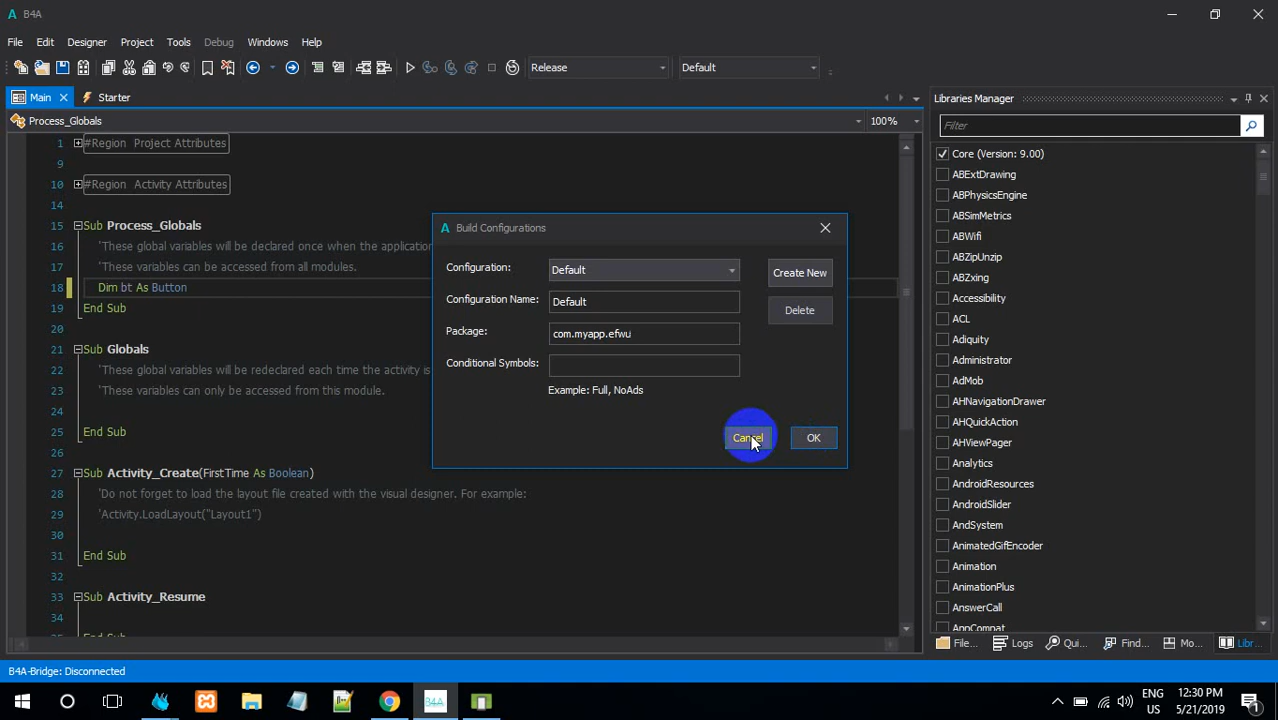 B4A
File Edit Designer Project Tools Debug Windows Help
Release Default
Main Starter
Process_Globals 100%
1 #Region Project Attributes
9
10 #Region Activity Attributes
14
15 Sub Process_Globals
16 'These global variables will be declared once when the application
17 'These variables can be accessed from all modules.
18 Dim bt As Button
19 End Sub
20
21 Sub Globals
22 'These global variables will be redeclared each time the activity is
23 'These variables can only be accessed from this module.
24
25 End Sub
26
27 Sub Activity_Create(FirstTime As Boolean)
28 'Do not forget to load the layout file created with the visual designer. For example:
29 'Activity.LoadLayout("Layout1")
30
31 End Sub
32
33 Sub Activity_Resume
34
Build Configurations
Configuration: Default Create New
Configuration Name: Default Delete
Package: com.myapp.efwu
Conditional Symbols:
Example: Full, NoAds
Cancel OK
Libraries Manager
Filter
Core (Version: 9.00)
ABExtDrawing
ABPhysicsEngine
ABSimMetrics
ABWifi
ABZipUnzip
ABZxing
Accessibility
ACL
Adiquity
Administrator
AdMob
AHNavigationDrawer
AHQuickAction
AHViewPager
Analytics
AndroidResources
AndroidSlider
AndSystem
AnimatedGifEncoder
Animation
AnimationPlus
AnswerCall
AppCompat
File... Logs Qui... Find... Mo... Libr...
B4A-Bridge: Disconnected
B4A
ENG 12:30 PM
US 5/21/2019
1